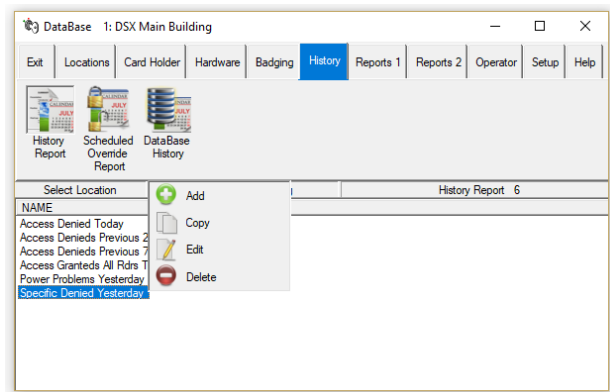 DataBase 1: DSX Main Building
Exit Locations Card Holder Hardware Badging History Reports 1 Reports 2 Operator Setup Help
History Report
Scheduled Override Report
DataBase History
Select Location
History Report 6
NAME
Access Denied Today
Access Denieds Previous 2
Access Denieds Previous 7
Access Granteds All Rdrs T
Power Problems Yesterday
Specific Denied Yesterday
Add
Copy
Edit
Delete